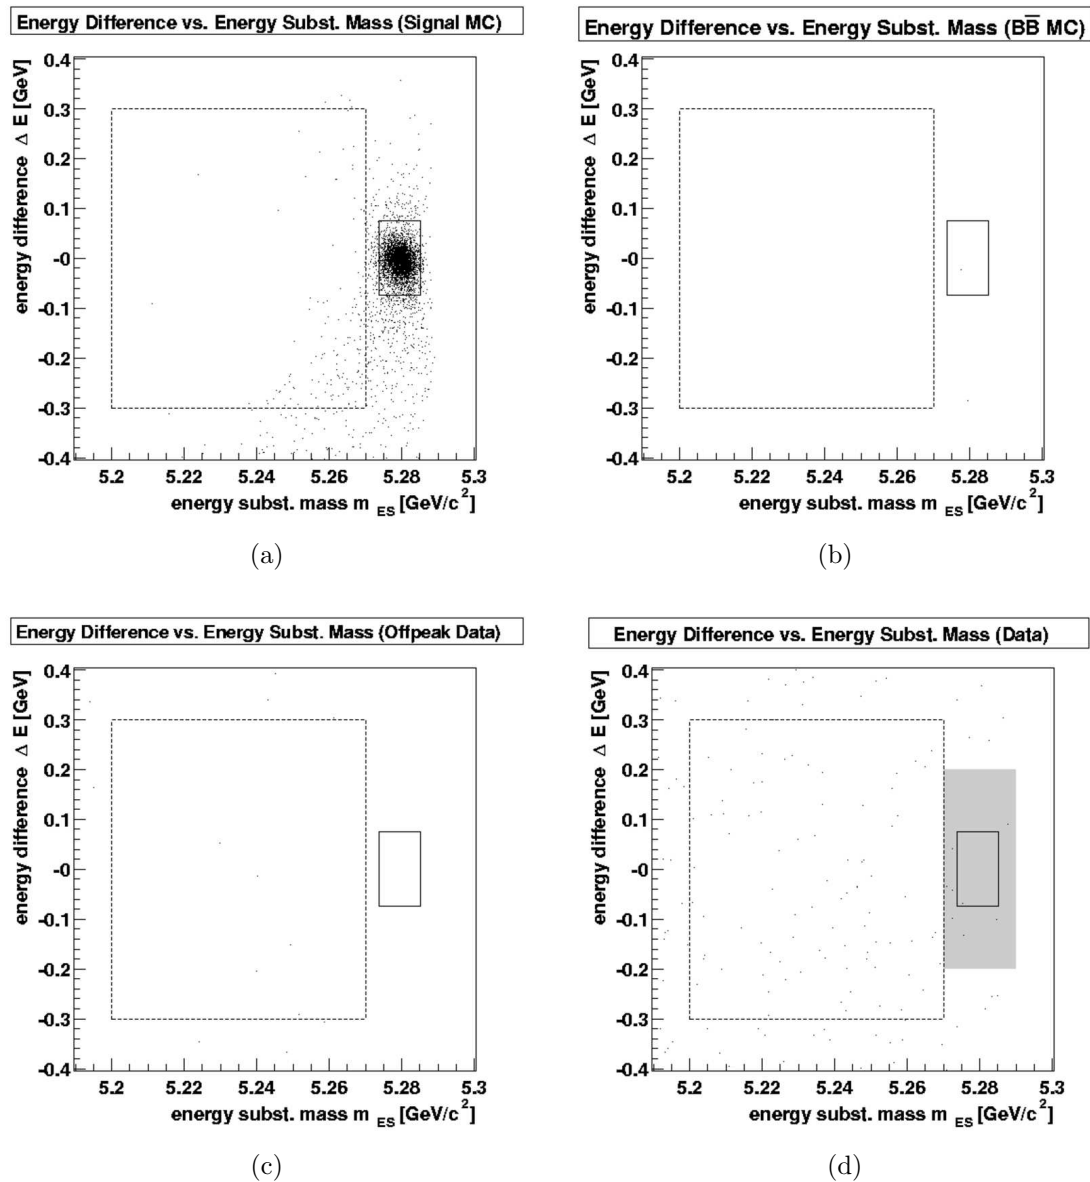 Energy Difference vs. Energy Subst. Mass (Signal MC)
energy difference Δ E [GeV]
0.4
0.3
0.2
0.1
-0
-0.1
-0.2
-0.3
-0.4
5.2 5.22 5.24 5.26 5.28 5.3
energy subst. mass m ES [GeV/c²]
(a)
Energy Difference vs. Energy Subst. Mass (BB̅ MC)
energy difference Δ E [GeV]
0.4
0.3
0.2
0.1
-0
-0.1
-0.2
-0.3
-0.4
5.2 5.22 5.24 5.26 5.28 5.3
energy subst. mass m ES [GeV/c²]
(b)
Energy Difference vs. Energy Subst. Mass (Offpeak Data)
energy difference Δ E [GeV]
0.4
0.3
0.2
0.1
-0
-0.1
-0.2
-0.3
-0.4
5.2 5.22 5.24 5.26 5.28 5.3
energy subst. mass m ES [GeV/c²]
(c)
Energy Difference vs. Energy Subst. Mass (Data)
energy difference Δ E [GeV]
0.4
0.3
0.2
0.1
-0
-0.1
-0.2
-0.3
-0.4
5.2 5.22 5.24 5.26 5.28 5.3
energy subst. mass m ES [GeV/c²]
(d)